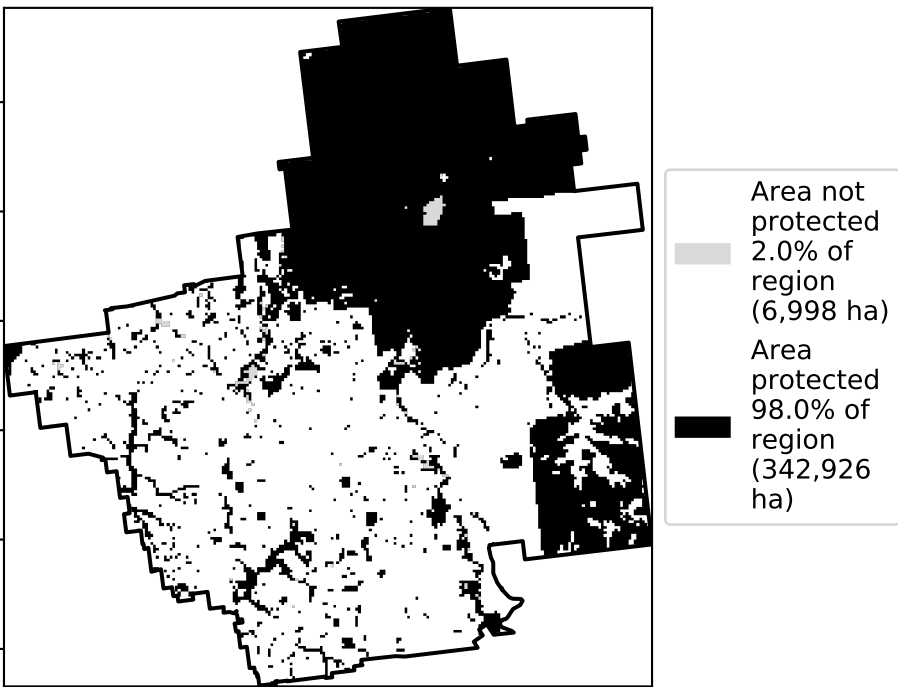 Area not
protected
2.0% of
region
(6,998 ha)
Area
protected
98.0% of
region
(342,926
ha)